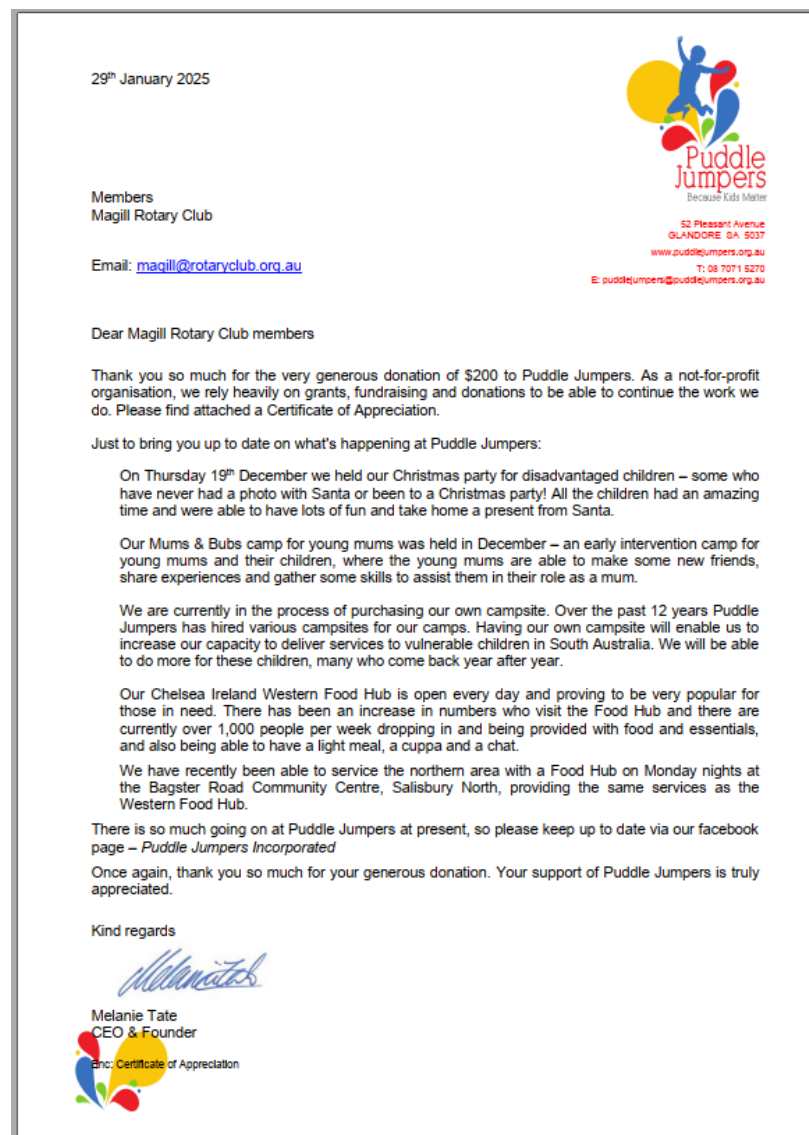 29th January 2025
Puddle
Jumpers
Because Kids Matter
Members
Magill Rotary Club
52 Pleasant Avenue
GLANDORE SA 5037
www.puddlejumpers.org.au
T: 08 7071 5270
E: puddlejumpers@puddlejumpers.org.au
Email: magill@rotaryclub.org.au
Dear Magill Rotary Club members
Thank you so much for the very generous donation of $200 to Puddle Jumpers. As a not-for-profit
organisation, we rely heavily on grants, fundraising and donations to be able to continue the work we
do. Please find attached a Certificate of Appreciation.
Just to bring you up to date on what's happening at Puddle Jumpers:
On Thursday 19th December we held our Christmas party for disadvantaged children – some who
have never had a photo with Santa or been to a Christmas party! All the children had an amazing
time and were able to have lots of fun and take home a present from Santa.
Our Mums & Bubs camp for young mums was held in December – an early intervention camp for
young mums and their children, where the young mums are able to make some new friends,
share experiences and gather some skills to assist them in their role as a mum.
We are currently in the process of purchasing our own campsite. Over the past 12 years Puddle
Jumpers has hired various campsites for our camps. Having our own campsite will enable us to
increase our capacity to deliver services to vulnerable children in South Australia. We will be able
to do more for these children, many who come back year after year.
Our Chelsea Ireland Western Food Hub is open every day and proving to be very popular for
those in need. There has been an increase in numbers who visit the Food Hub and there are
currently over 1,000 people per week dropping in and being provided with food and essentials,
and also being able to have a light meal, a cuppa and a chat.
We have recently been able to service the northern area with a Food Hub on Monday nights at
the Bagster Road Community Centre, Salisbury North, providing the same services as the
Western Food Hub.
There is so much going on at Puddle Jumpers at present, so please keep up to date via our facebook
page – Puddle Jumpers Incorporated
Once again, thank you so much for your generous donation. Your support of Puddle Jumpers is truly
appreciated.
Kind regards
Melanie Tate
CEO & Founder
Enc: Certificate of Appreciation